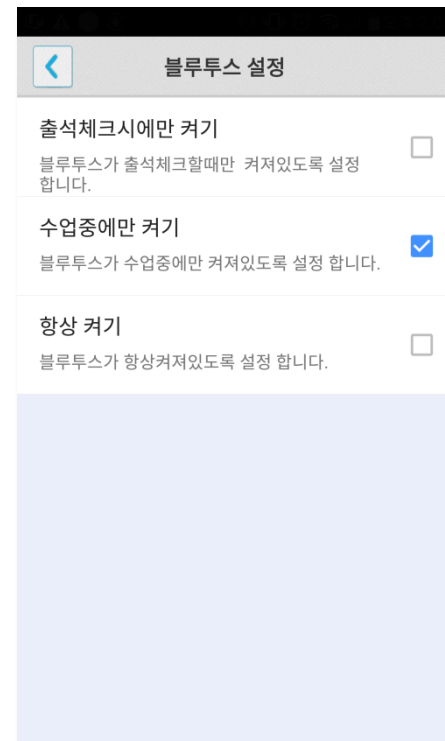 블루투스 설정
출석체크시에만 켜기
블루투스가 출석체크할때만 켜져있도록 설정
합니다.
수업중에만 켜기
블루투스가 수업중에만 켜져있도록 설정 합니다.
항상 켜기
블루투스가 항상켜져있도록 설정 합니다.